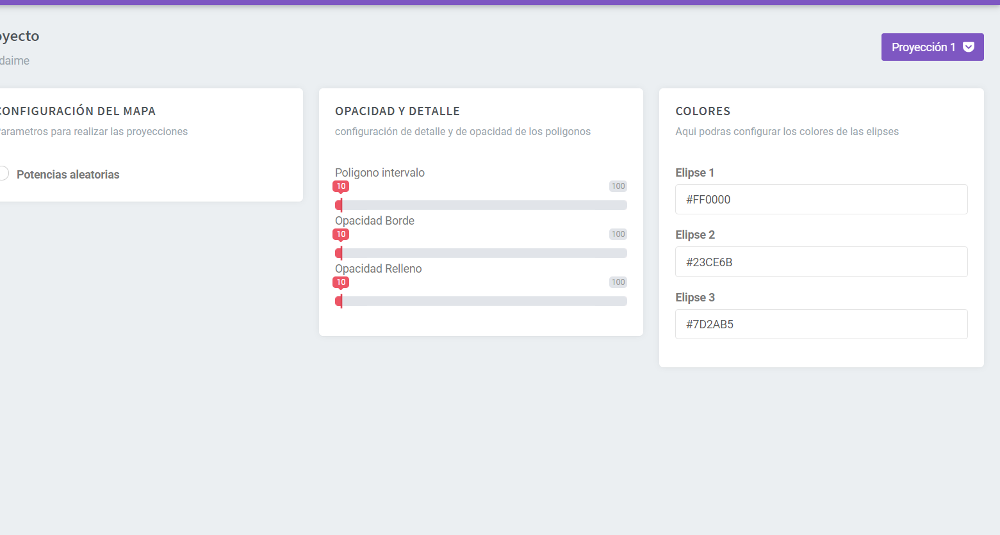 oyecto
daime
Proyección 1
CONFIGURACIÓN DEL MAPA
Parametros para realizar las proyecciones
Potencias aleatorias
OPACIDAD Y DETALLE
configuración de detalle y de opacidad de los poligonos
Poligono intervalo
10
100
Opacidad Borde
10
100
Opacidad Relleno
10
100
COLORES
Aqui podras configurar los colores de las elipses
Elipse 1
#FF0000
Elipse 2
#23CE6B
Elipse 3
#7D2AB5